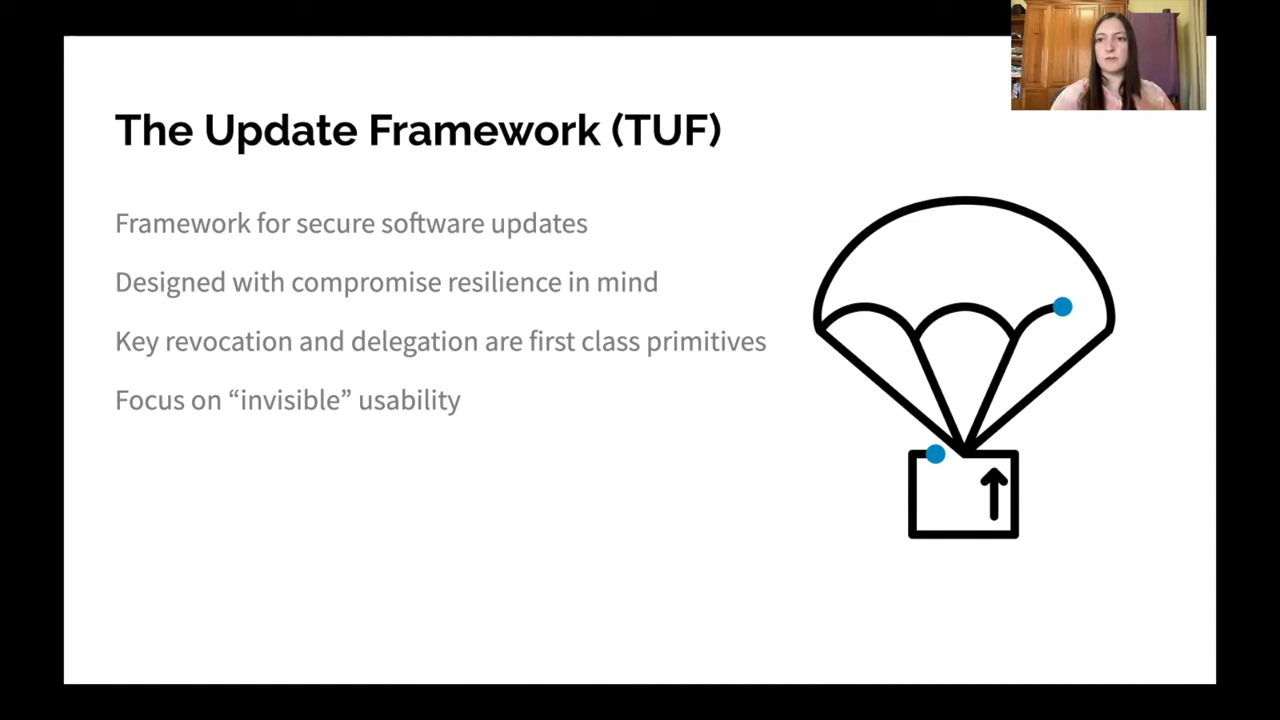 The Update Framework (TUF)
Framework for secure software updates
Designed with compromise resilience in mind
Key revocation and delegation are first class primitives
Focus on “invisible” usability